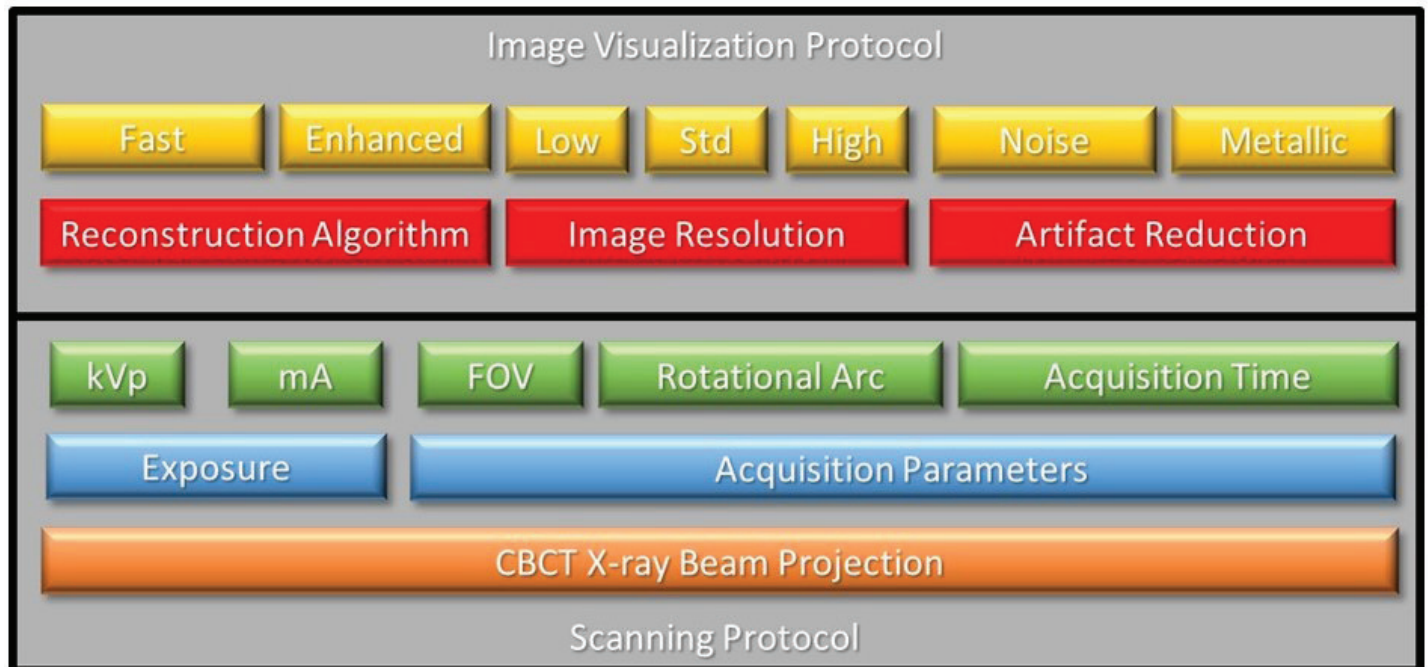 Image Visualization Protocol
Fast Enhanced Low Std High Noise Metallic
Reconstruction Algorithm Image Resolution Artifact Reduction
kVp mA FOV Rotational Arc Acquisition Time
Exposure Acquisition Parameters
CBCT X-ray Beam Projection
Scanning Protocol